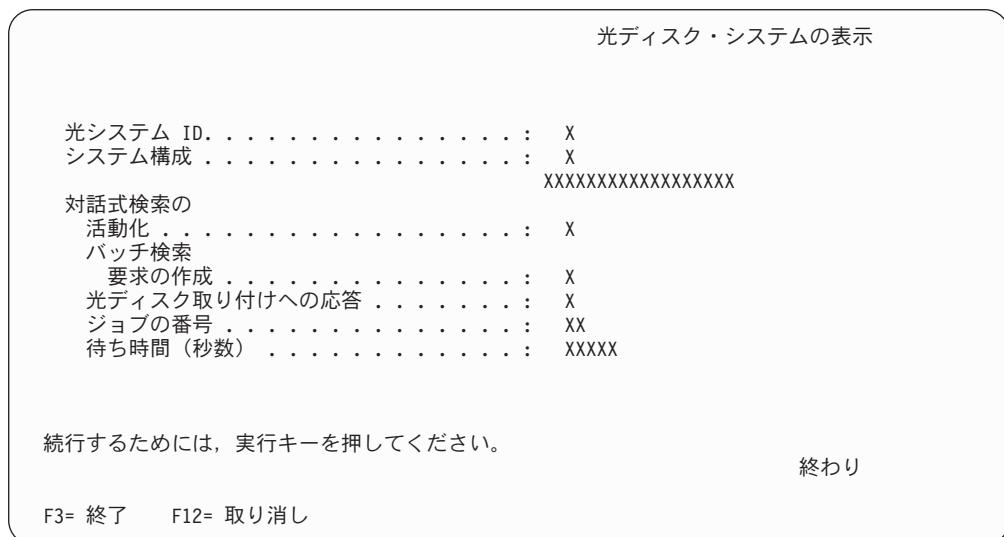 光ディスク・システムの表示
光システム ID. . . . . . . . . . . . . . . : X
システム構成 . . . . . . . . . . . . . . . : X
XXXXXXXXXXXXXXXXXX
対話式検索の
活動化 . . . . . . . . . . . . . . . . . : X
バッチ検索
要求の作成 . . . . . . . . . . . . . . : X
光ディスク取り付けへの応答 . . . . . . . : X
ジョブの番号 . . . . . . . . . . . . . . : XX
待ち時間（秒数） . . . . . . . . . . . . : XXXXX
続行するためには，実行キーを押してください。
終わり
F3= 終了 F12= 取り消し